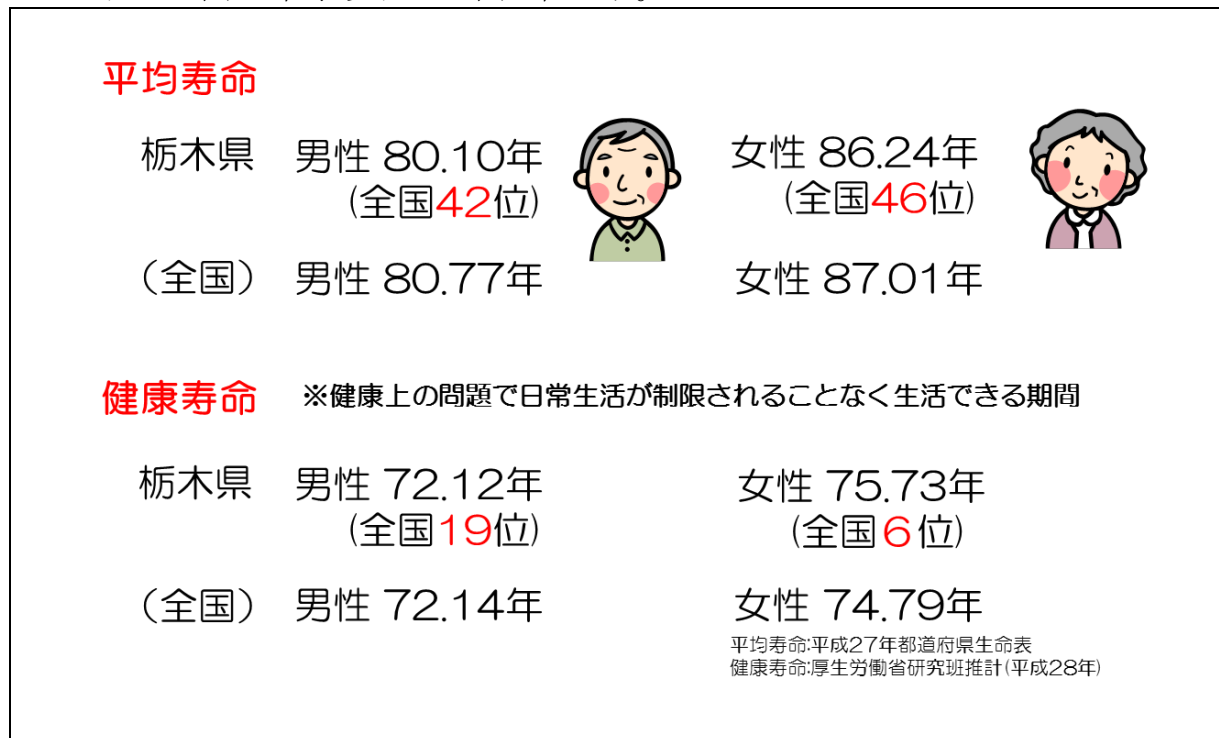 平均寿命
栃木県 男性 80.10年 女性 86.24年
(全国42位) (全国46位)
（全国） 男性 80.77年 女性 87.01年
健康寿命 ※健康上の問題で日常生活が制限されることなく生活できる期間
栃木県 男性 72.12年 女性 75.73年
(全国19位) (全国6位)
（全国） 男性 72.14年 女性 74.79年
平均寿命:平成27年都道府県生命表
健康寿命:厚生労働省研究班推計(平成28年)